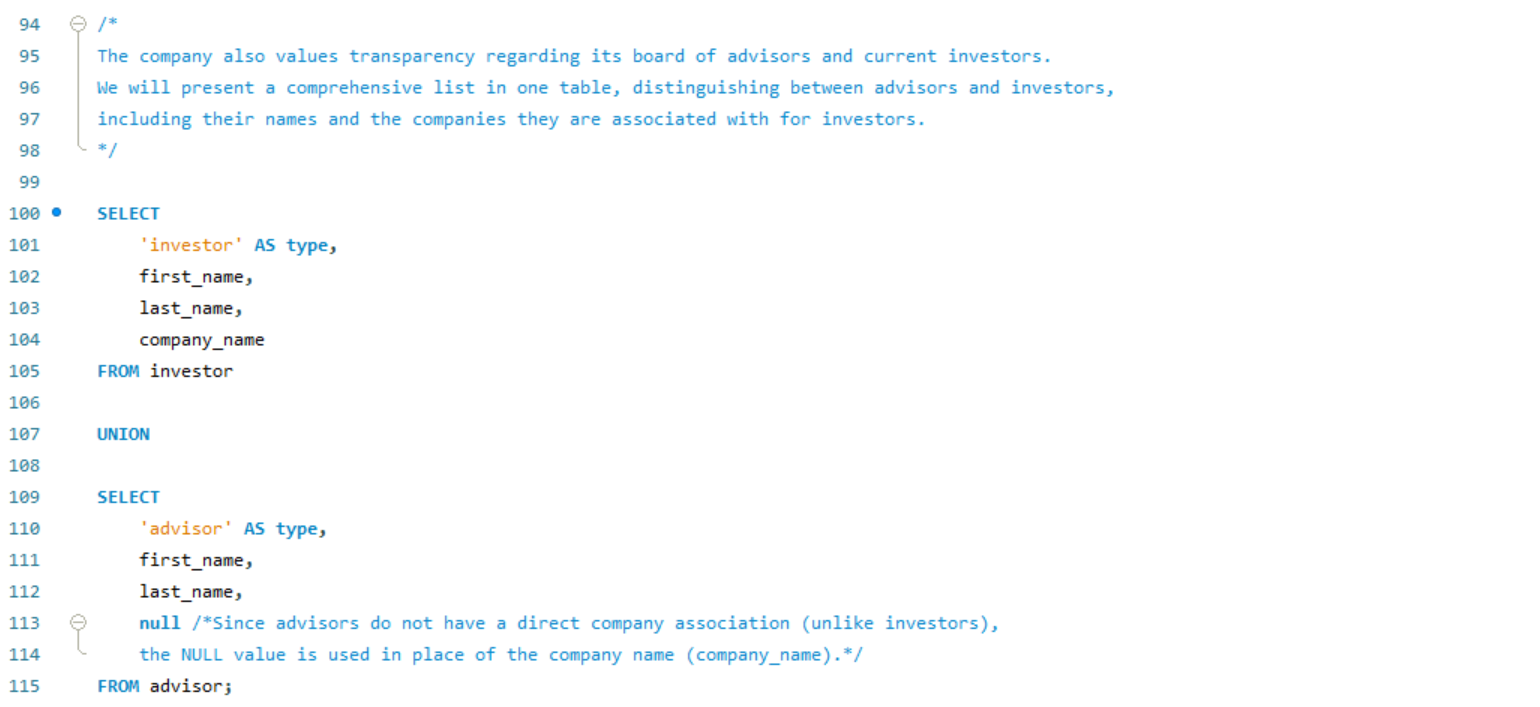 94 /*
95 The company also values transparency regarding its board of advisors and current investors.
96 We will present a comprehensive list in one table, distinguishing between advisors and investors,
97 including their names and the companies they are associated with for investors.
98 */
99
100 SELECT
101 'investor' AS type,
102 first_name,
103 last_name,
104 company_name
105 FROM investor
106
107 UNION
108
109 SELECT
110 'advisor' AS type,
111 first_name,
112 last_name,
113 null /*Since advisors do not have a direct company association (unlike investors),
114 the NULL value is used in place of the company name (company_name).*/
115 FROM advisor;